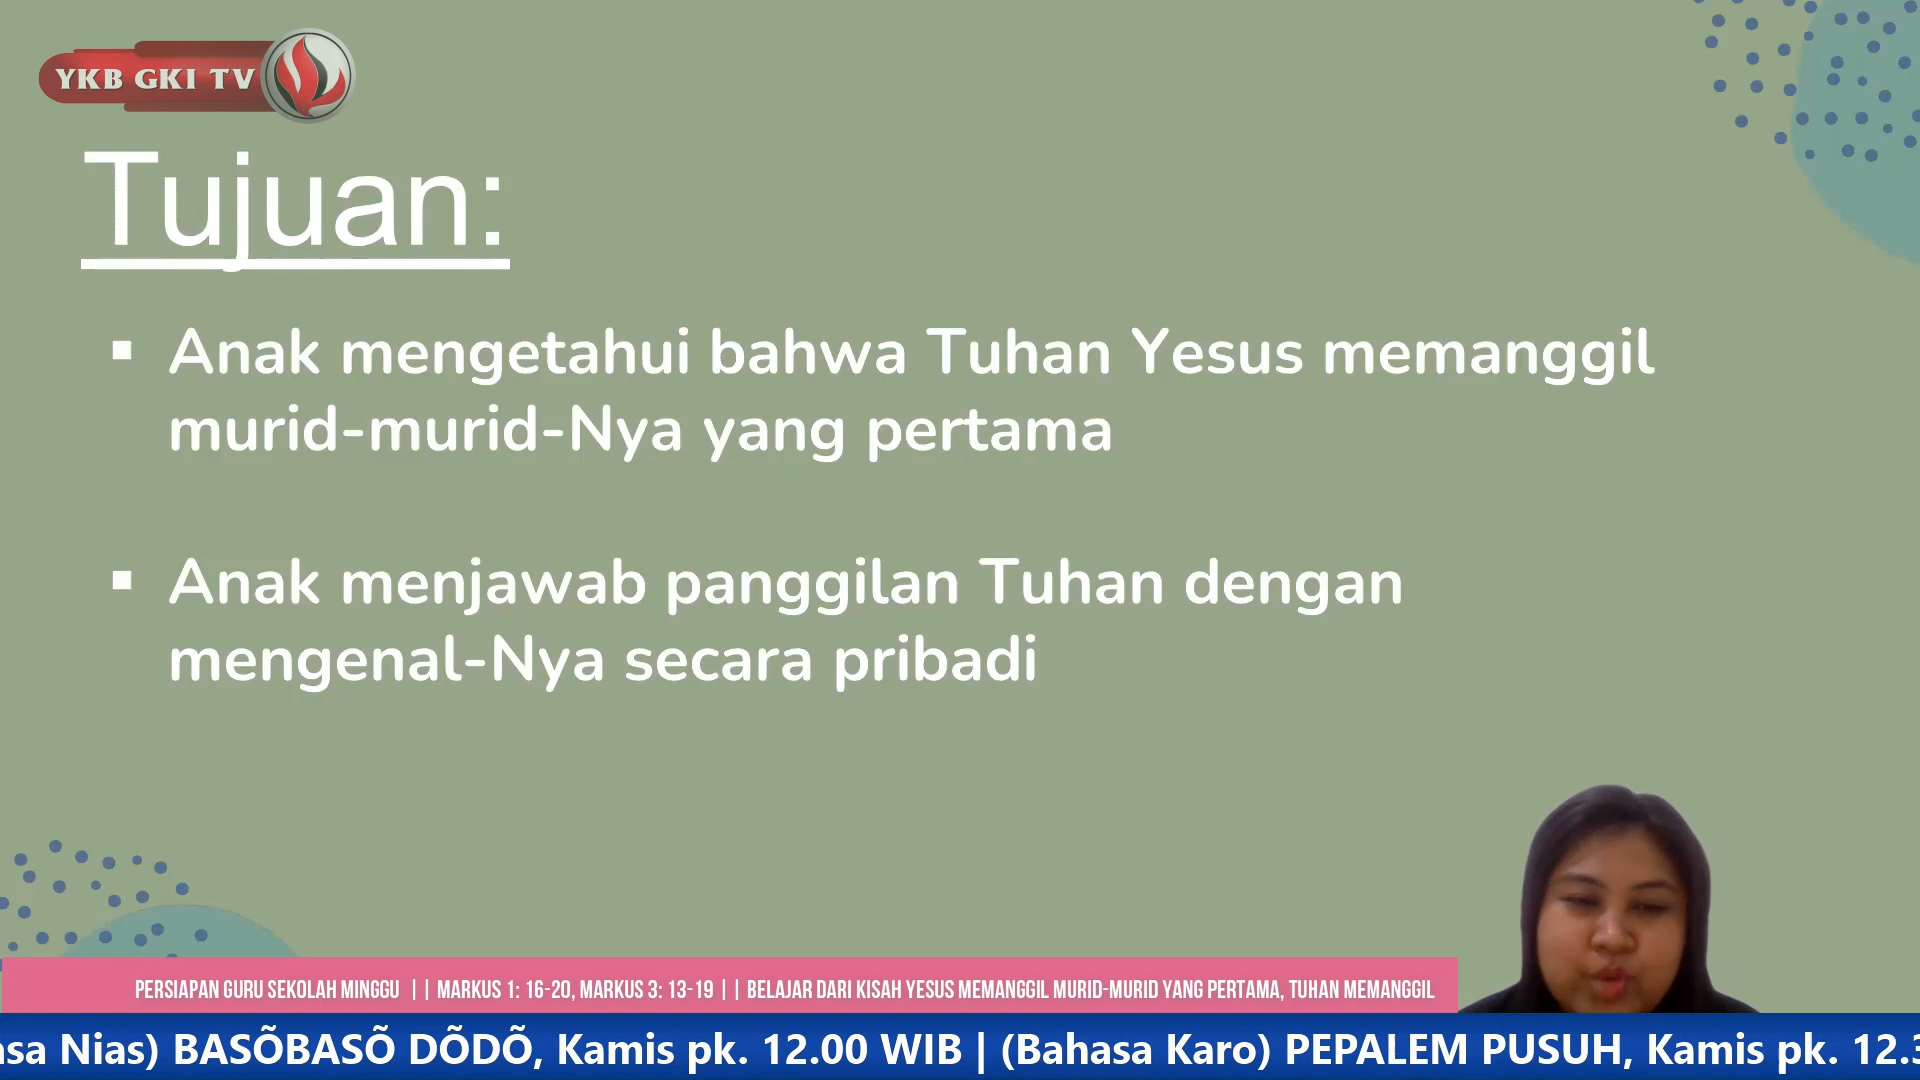 YKB GKI TV
Tujuan:
▪ Anak mengetahui bahwa Tuhan Yesus memanggil
murid-murid-Nya yang pertama
▪ Anak menjawab panggilan Tuhan dengan
mengenal-Nya secara pribadi
PERSIAPAN GURU SEKOLAH MINGGU || MARKUS 1: 16-20, MARKUS 3: 13-19 || BELAJAR DARI KISAH YESUS MEMANGGIL MURID-MURID YANG PERTAMA, TUHAN MEMANGGIL
Nias) BASÕBASÕ DÕDÕ, Kamis pk. 12.00 WIB | (Bahasa Karo) PEPALEM PUSUH, Kamis pk.